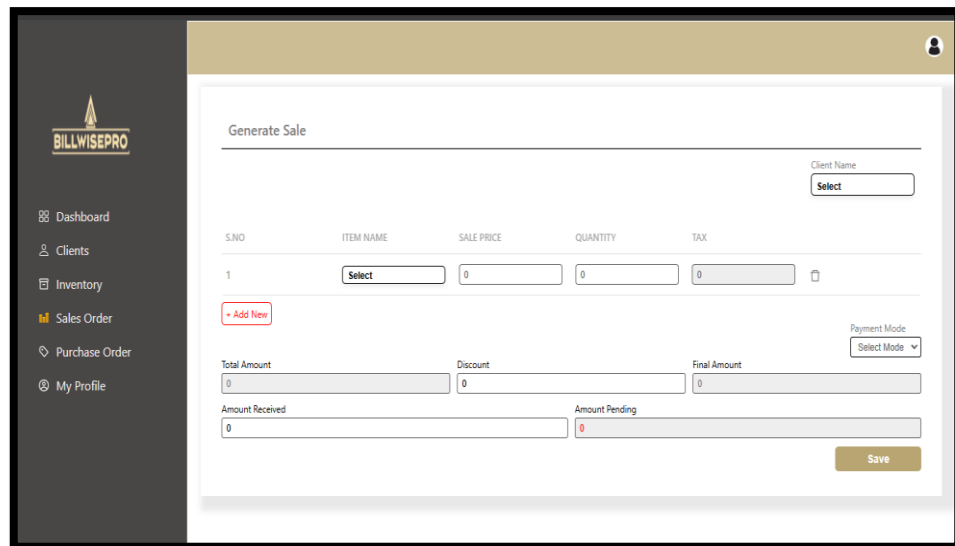 BILLWISEPRO
Dashboard
Clients
Inventory
Sales Order
Purchase Order
My Profile
Generate Sale
Client Name
Select
S.NO ITEM NAME SALE PRICE QUANTITY TAX
1 Select 0 0 0
+ Add New
Payment Mode
Select Mode
Total Amount Discount Final Amount
0 0 0
Amount Received Amount Pending
0 0
Save